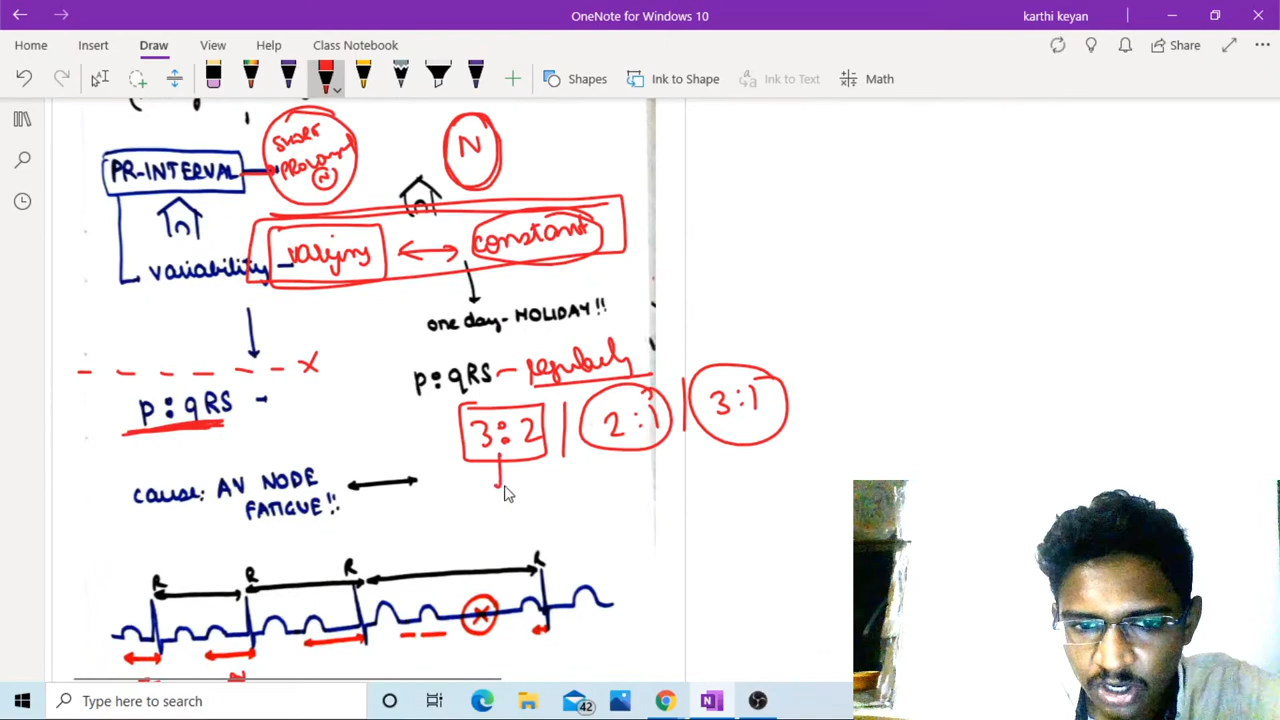 OneNote for Windows 10
karthi keyan
Home Insert Draw View Help Class Notebook
Share
Shapes Ink to Shape Ink to Text Math
N
PR-INTERVAL
varying constant
variability
one day- HOLIDAY!!
p:qRS - regularly
p:qRS -
3:2 | 2:1 | 3:1
cause: AV NODE
FATIGUE!!
R R R R
x
Type here to search
42